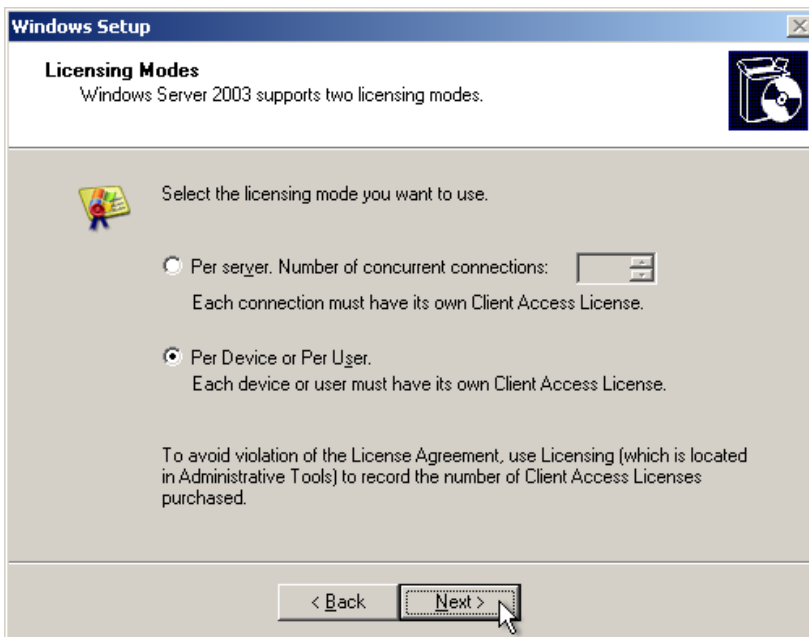 Windows Setup
Licensing Modes
Windows Server 2003 supports two licensing modes.
Select the licensing mode you want to use.
Per server. Number of concurrent connections:
Each connection must have its own Client Access License.
Per Device or Per User.
Each device or user must have its own Client Access License.
To avoid violation of the License Agreement, use Licensing (which is located
in Administrative Tools) to record the number of Client Access Licenses
purchased.
< Back Next >